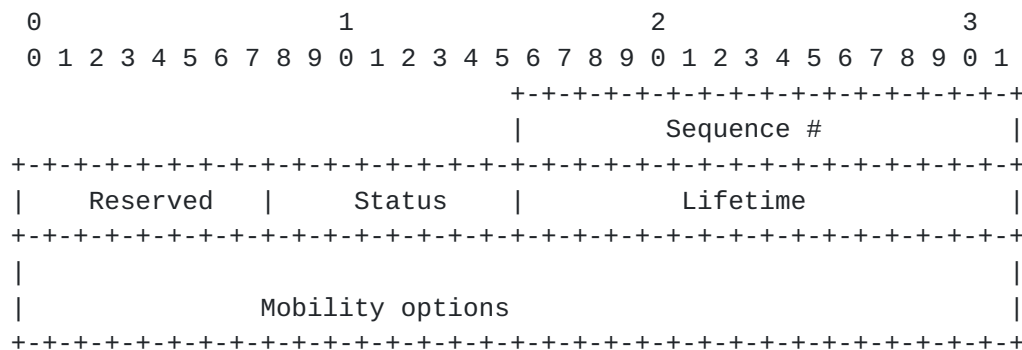 0                   1                   2                   3
 0 1 2 3 4 5 6 7 8 9 0 1 2 3 4 5 6 7 8 9 0 1 2 3 4 5 6 7 8 9 0 1
                                +-+-+-+-+-+-+-+-+-+-+-+-+-+-+-+-+
                                |         Sequence #            |
+-+-+-+-+-+-+-+-+-+-+-+-+-+-+-+-+-+-+-+-+-+-+-+-+-+-+-+-+-+-+-+-+
|    Reserved   |     Status    |          Lifetime             |
+-+-+-+-+-+-+-+-+-+-+-+-+-+-+-+-+-+-+-+-+-+-+-+-+-+-+-+-+-+-+-+-+
|                                                               |
|               Mobility options                                |
+-+-+-+-+-+-+-+-+-+-+-+-+-+-+-+-+-+-+-+-+-+-+-+-+-+-+-+-+-+-+-+-+